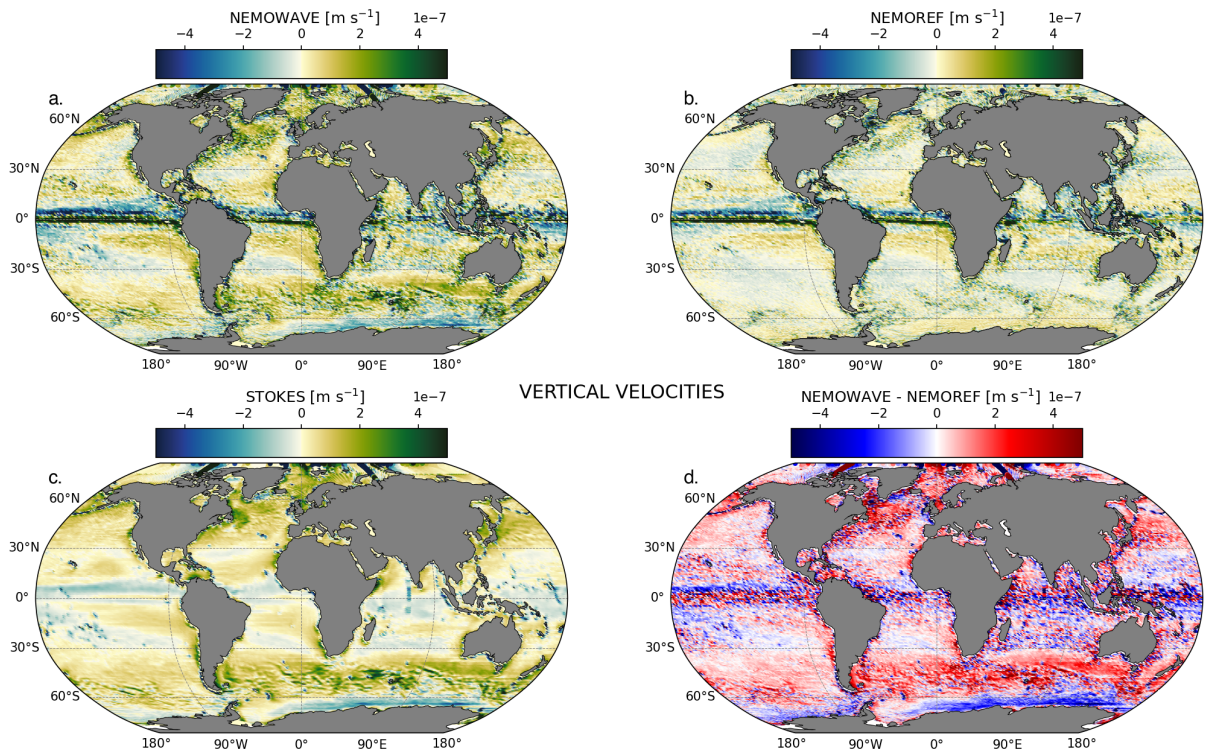 NEMOWAVE [m s⁻¹] 1e−7
−4 −2 0 2 4
a.
60°N
30°N
0°
30°S
60°S
180° 90°W 0° 90°E 180°
NEMOREF [m s⁻¹] 1e−7
−4 −2 0 2 4
b.
60°N
30°N
0°
30°S
60°S
180° 90°W 0° 90°E 180°
VERTICAL VELOCITIES
STOKES [m s⁻¹] 1e−7
−4 −2 0 2 4
c.
60°N
30°N
0°
30°S
60°S
180° 90°W 0° 90°E 180°
NEMOWAVE - NEMOREF [m s⁻¹] 1e−7
−4 −2 0 2 4
d.
60°N
30°N
0°
30°S
60°S
180° 90°W 0° 90°E 180°